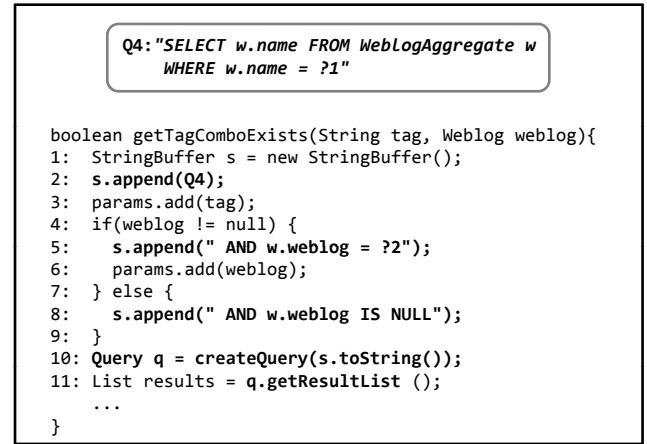 Q4:"SELECT w.name FROM WeblogAggregate w
WHERE w.name = ?1"
boolean getTagComboExists(String tag, Weblog weblog){
1: StringBuffer s = new StringBuffer();
2: s.append(Q4);
3: params.add(tag);
4: if(weblog != null) {
5: s.append(" AND w.weblog = ?2");
6: params.add(weblog);
7: } else {
8: s.append(" AND w.weblog IS NULL");
9: }
10: Query q = createQuery(s.toString());
11: List results = q.getResultList ();
...
}